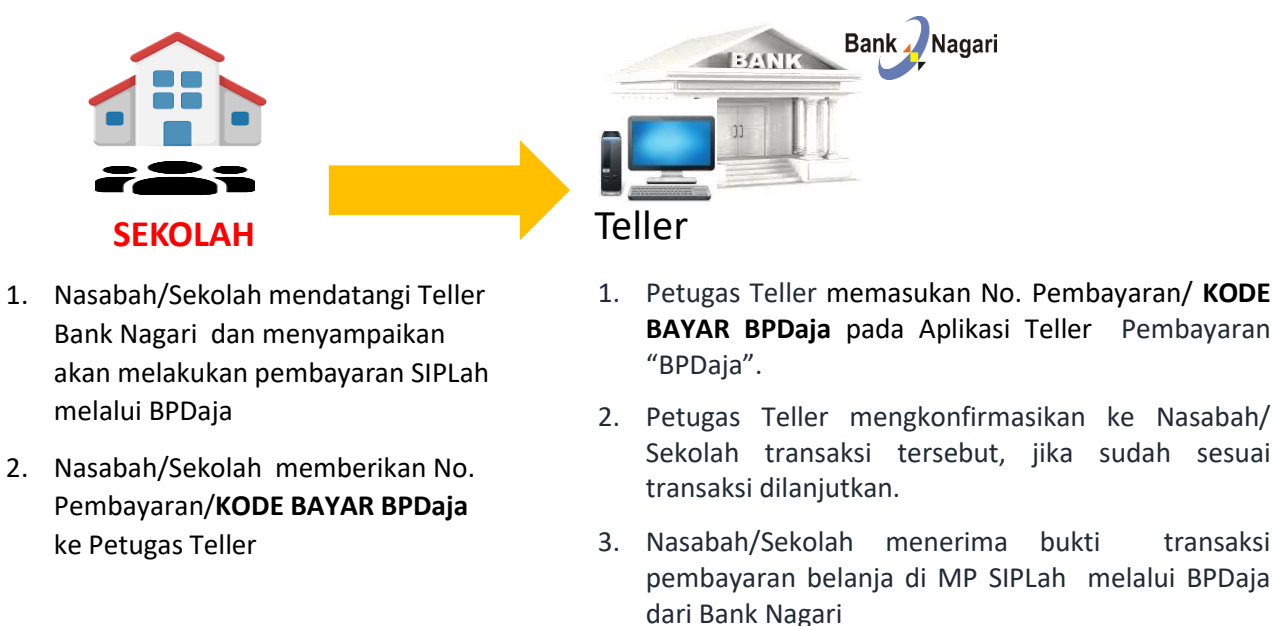 BANK
Bank Nagari
SEKOLAH
Teller
1. Nasabah/Sekolah mendatangi Teller
Bank Nagari dan menyampaikan
akan melakukan pembayaran SIPLah
melalui BPDaja
2. Nasabah/Sekolah memberikan No.
Pembayaran/KODE BAYAR BPDaja
ke Petugas Teller
1. Petugas Teller memasukan No. Pembayaran/ KODE
BAYAR BPDaja pada Aplikasi Teller Pembayaran
“BPDaja”.
2. Petugas Teller mengkonfirmasikan ke Nasabah/
Sekolah transaksi tersebut, jika sudah sesuai
transaksi dilanjutkan.
3. Nasabah/Sekolah menerima bukti transaksi
pembayaran belanja di MP SIPLah melalui BPDaja
dari Bank Nagari